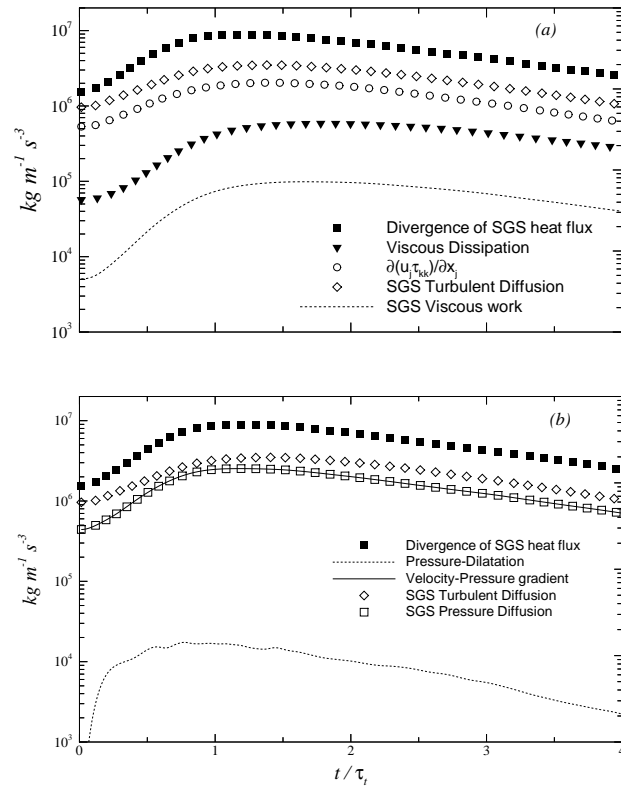 (a)
10^7
10^6
10^5
10^4
10^3
kg m^-1 s^-3
Divergence of SGS heat flux
Viscous Dissipation
∂(u_jτ_kk)/∂x_j
SGS Turbulent Diffusion
SGS Viscous work
(b)
10^7
10^6
10^5
10^4
10^3
kg m^-1 s^-3
Divergence of SGS heat flux
Pressure-Dilatation
Velocity-Pressure gradient
SGS Turbulent Diffusion
SGS Pressure Diffusion
0 1 2 3 4
t / τ_t